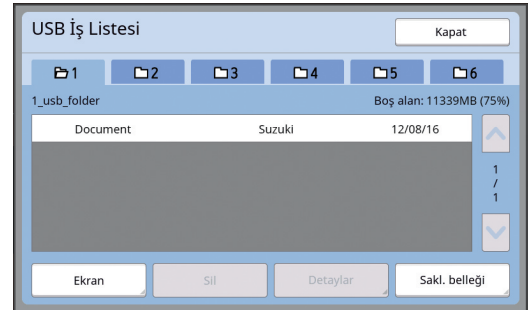 USB İş Listesi
Kapat
1 2 3 4 5 6
1_usb_folder Boş alan: 11339MB (75%)
Document Suzuki 12/08/16
1
/
1
Ekran Sil Detaylar Sakl. belleği